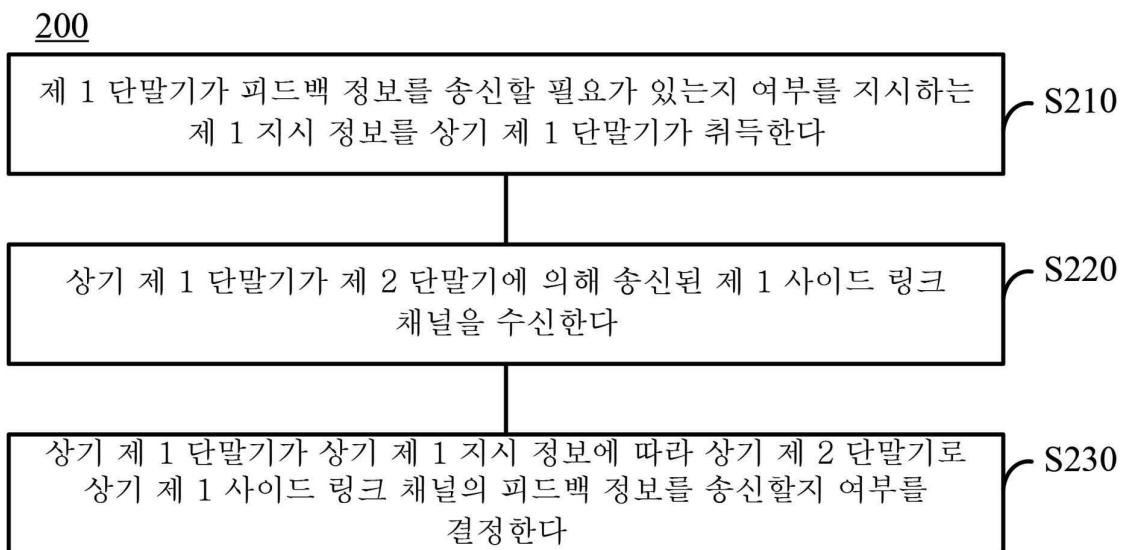 200
제 1 단말기가 피드백 정보를 송신할 필요가 있는지 여부를 지시하는
제 1 지시 정보를 상기 제 1 단말기가 취득한다
S210
상기 제 1 단말기가 제 2 단말기에 의해 송신된 제 1 사이드 링크
채널을 수신한다
S220
상기 제 1 단말기가 상기 제 1 지시 정보에 따라 상기 제 2 단말기로
상기 제 1 사이드 링크 채널의 피드백 정보를 송신할지 여부를
결정한다
S230